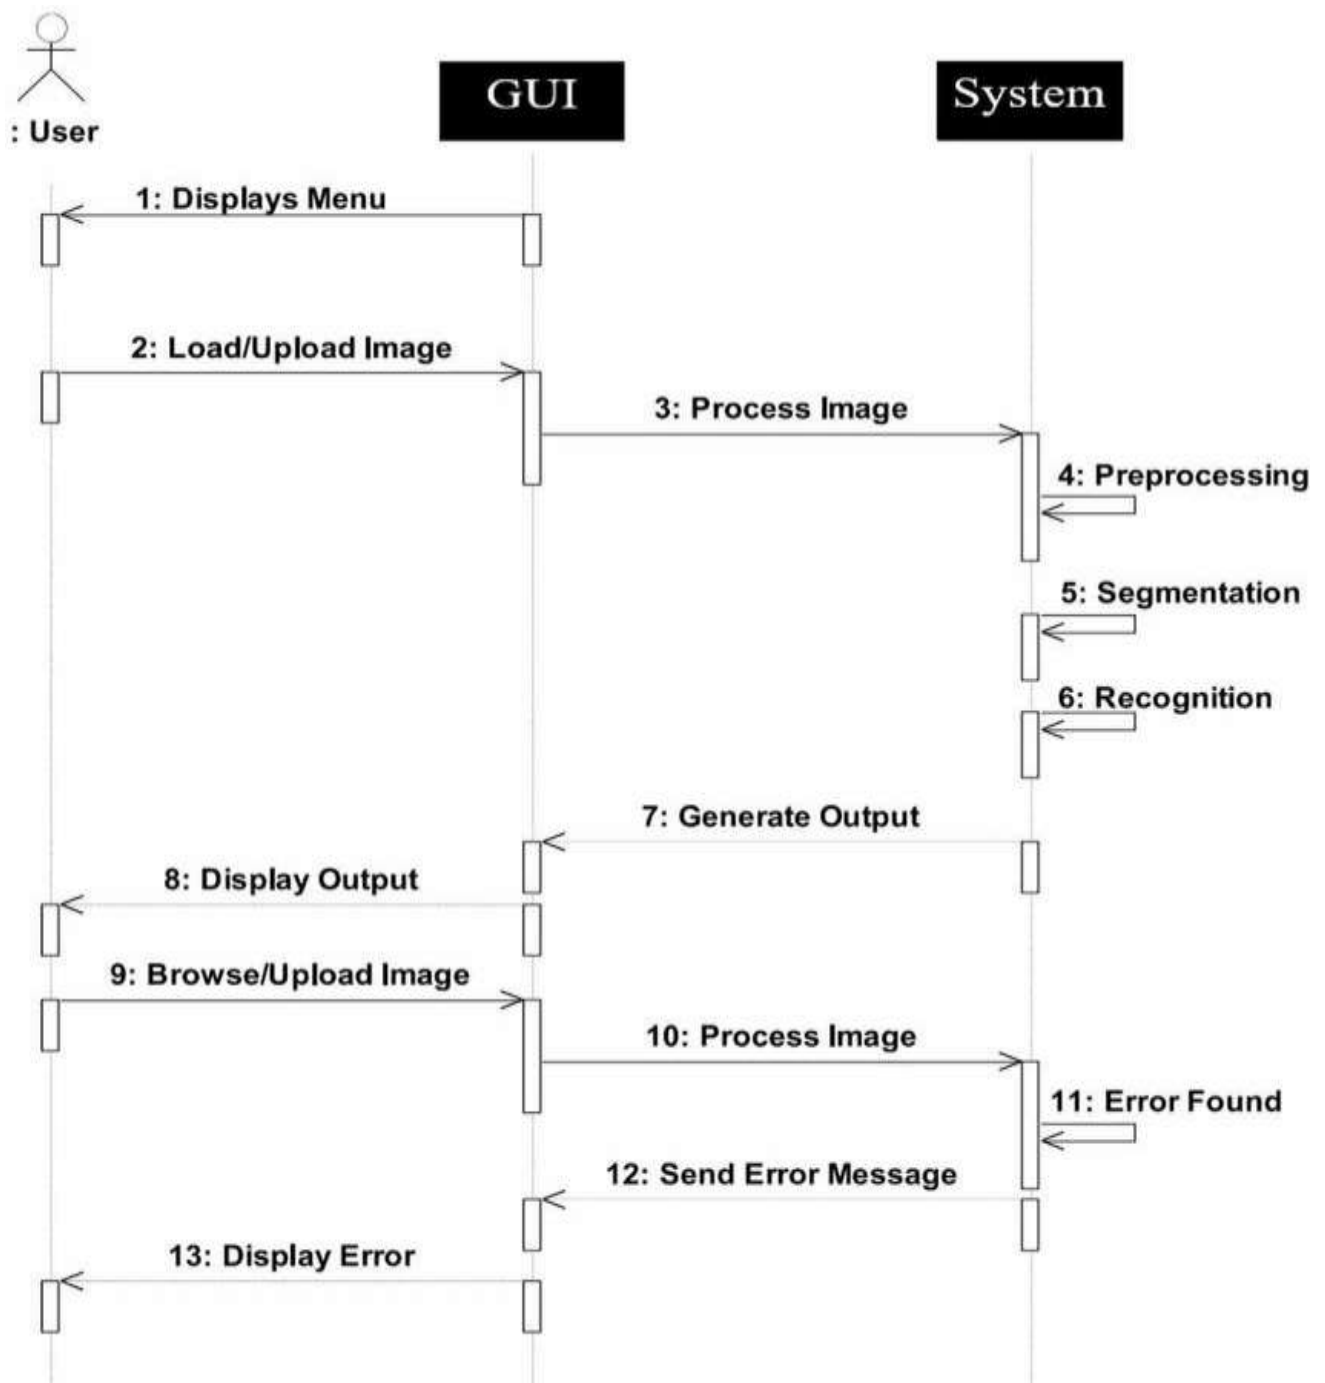 GUI
System
: User
1: Displays Menu
2: Load/Upload Image
3: Process Image
4: Preprocessing
5: Segmentation
6: Recognition
7: Generate Output
8: Display Output
9: Browse/Upload Image
10: Process Image
11: Error Found
12: Send Error Message
13: Display Error